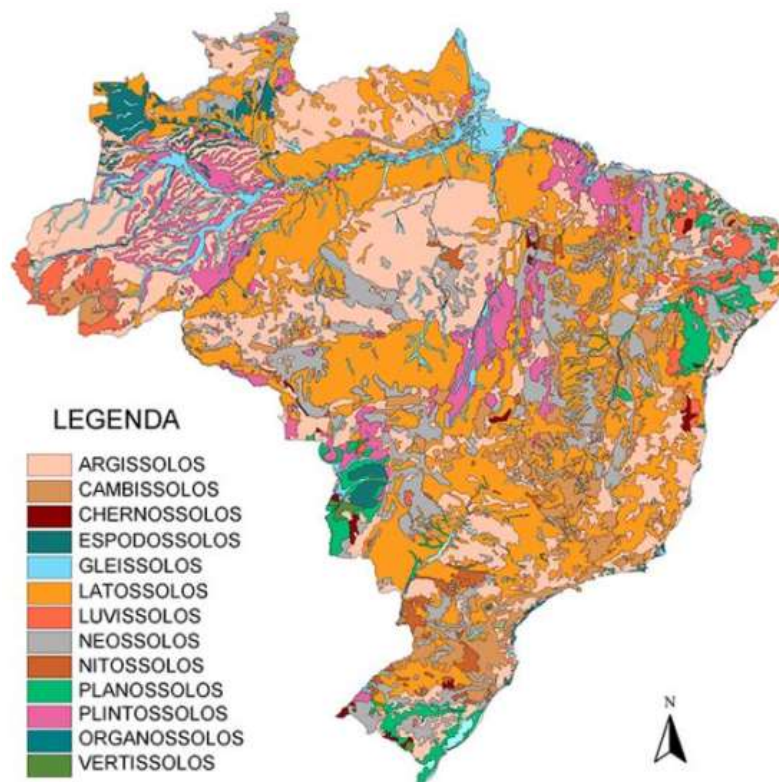 LEGENDA
ARGISSOLOS
CAMBISSOLOS
CHERNOSSOLOS
ESPODOSSOLOS
GLEISSOLOS
LATOSSOLOS
LUVISSOLOS
NEOSSOLOS
NITOSSOLOS
PLANOSSOLOS
PLINTOSSOLOS
ORGANOSSOLOS
VERTISSOLOS
N